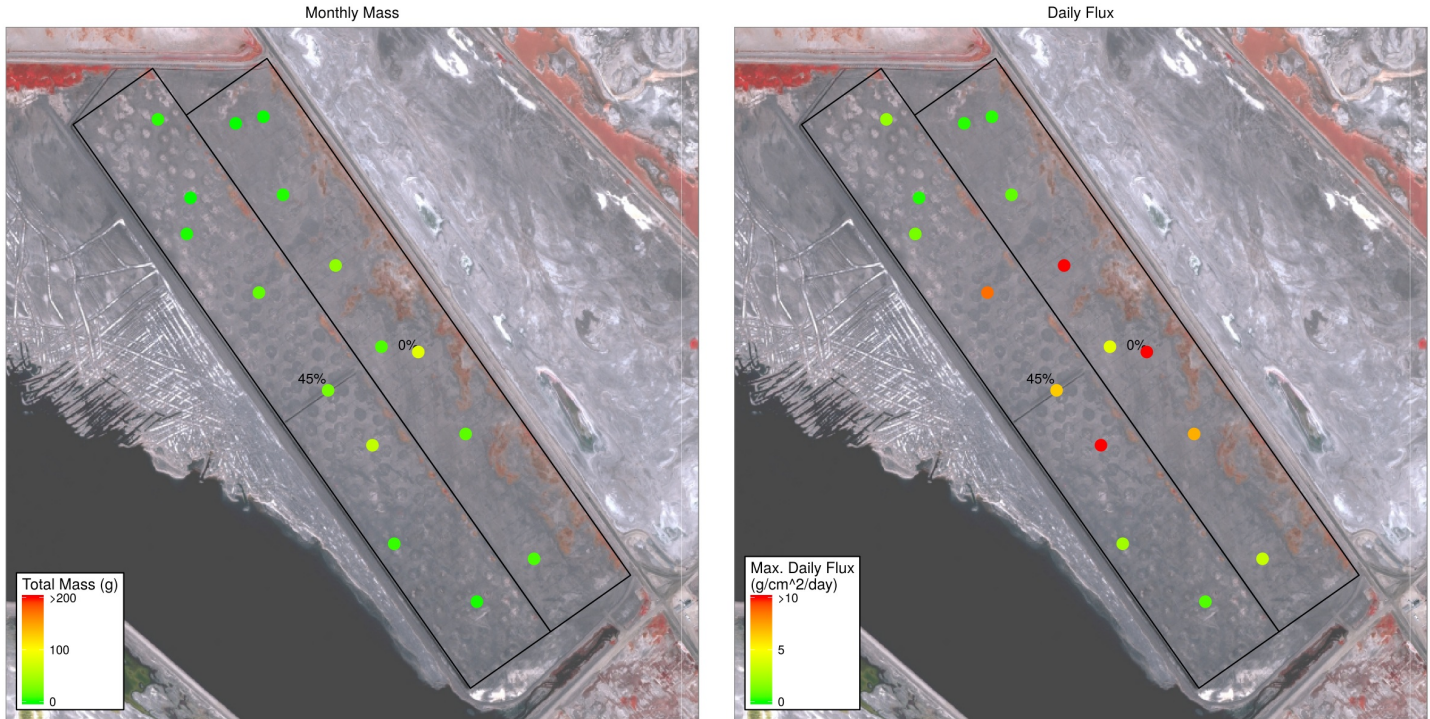 Monthly Mass
0%
45%
Total Mass (g)
>200
100
0
Daily Flux
0%
45%
Max. Daily Flux
(g/cm^2/day)
>10
5
0